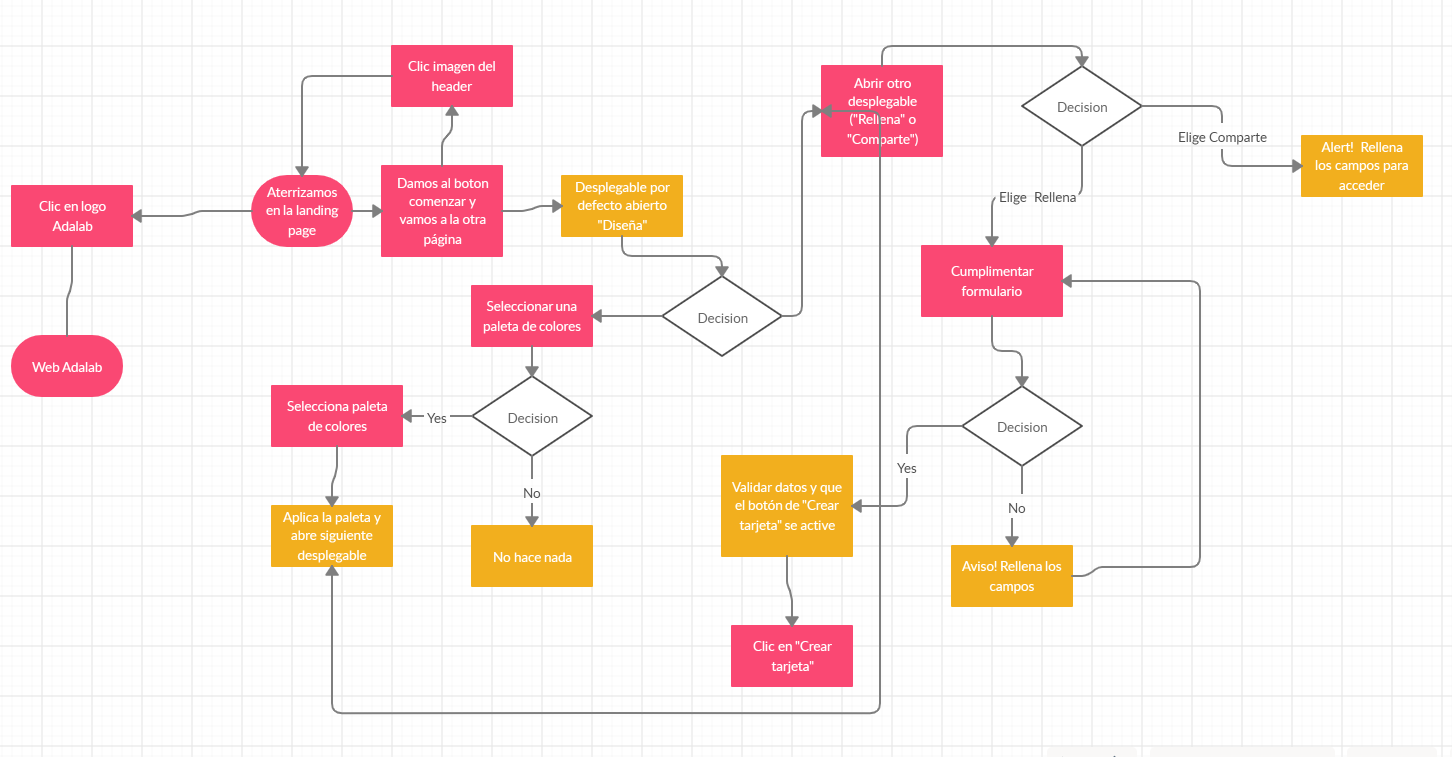 Clic imagen del
header
Abrir otro
desplegable
("Rellena" o
"Comparte")
Decision
Elige Comparte
Alert! Rellena
los campos para
acceder
Clic en logo
Adalab
Aterrizamos
en la landing
page
Damos al boton
comenzar y
vamos a la otra
página
Desplegable por
defecto abierto
"Diseña"
Elige Rellena
Cumplimentar
formulario
Seleccionar una
paleta de colores
Decision
Web Adalab
Selecciona paleta
de colores
Yes
Decision
Decision
Yes
No
No
Validar datos y que
el botón de "Crear
tarjeta" se active
Aplica la paleta y
abre siguiente
desplegable
No hace nada
Aviso! Rellena los
campos
Clic en "Crear
tarjeta"